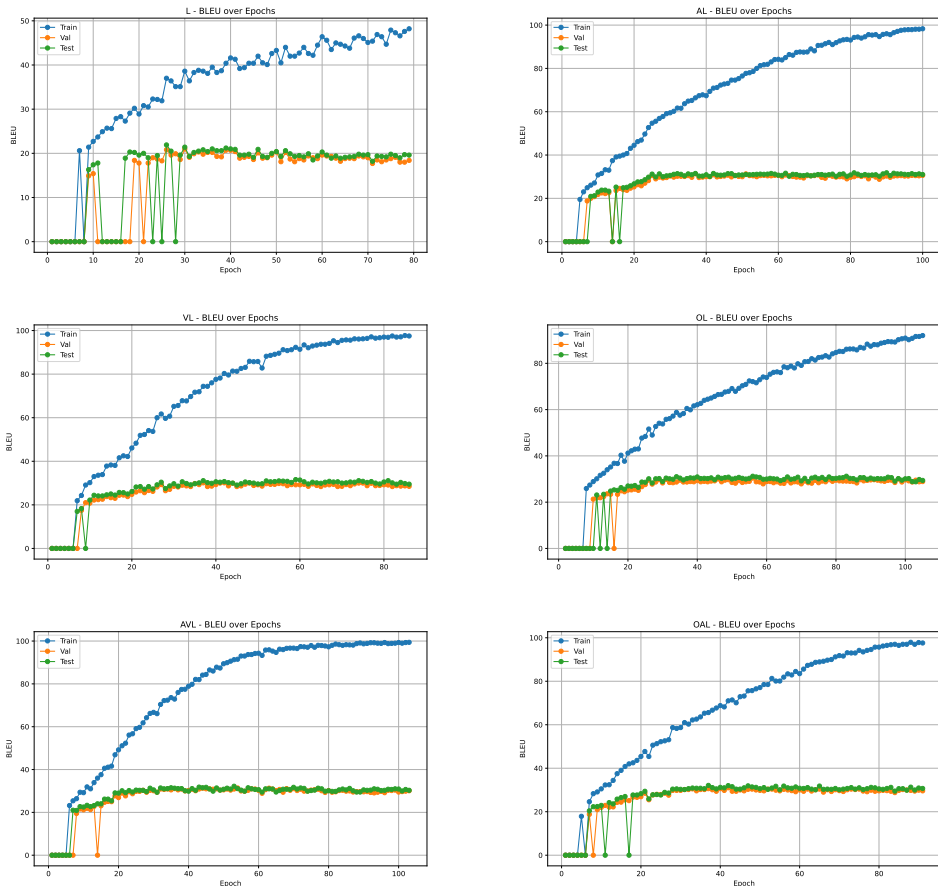 L - BLEU over Epochs
50
40
30
20
10
0
BLEU
Train
Val
Test
0 10 20 30 40 50 60 70 80
Epoch
AL - BLEU over Epochs
100
80
60
40
20
0
BLEU
Train
Val
Test
0 20 40 60 80 100
Epoch
VL - BLEU over Epochs
100
80
60
40
20
0
BLEU
Train
Val
Test
0 20 40 60 80
Epoch
OL - BLEU over Epochs
80
60
40
20
0
BLEU
Train
Val
Test
0 20 40 60 80 100
Epoch
AVL - BLEU over Epochs
100
80
60
40
20
0
BLEU
Train
Val
Test
0 20 40 60 80 100
Epoch
OAL - BLEU over Epochs
100
80
60
40
20
0
BLEU
Train
Val
Test
0 20 40 60 80
Epoch